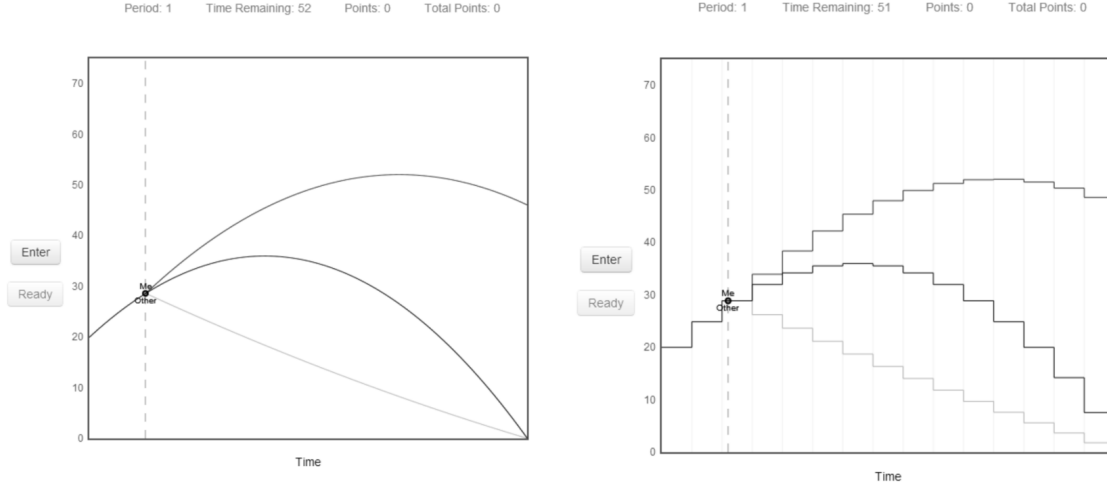 Period: 1 Time Remaining: 52 Points: 0 Total Points: 0
70
60
50
40
30
20
10
0
Enter
Ready
Me
Other
Time
Period: 1 Time Remaining: 51 Points: 0 Total Points: 0
70
60
50
40
30
20
10
0
Enter
Ready
Me
Other
Time